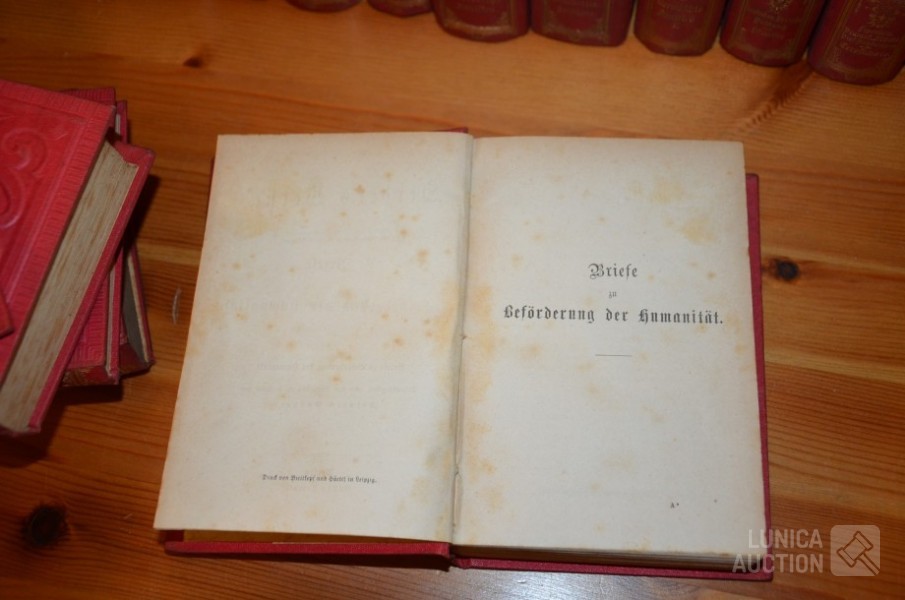 Druck von Breitkopf und Härtel in Leipzig.
Briefe
zu
Beförderung der Humanität.
A*
LUNICA
AUCTION